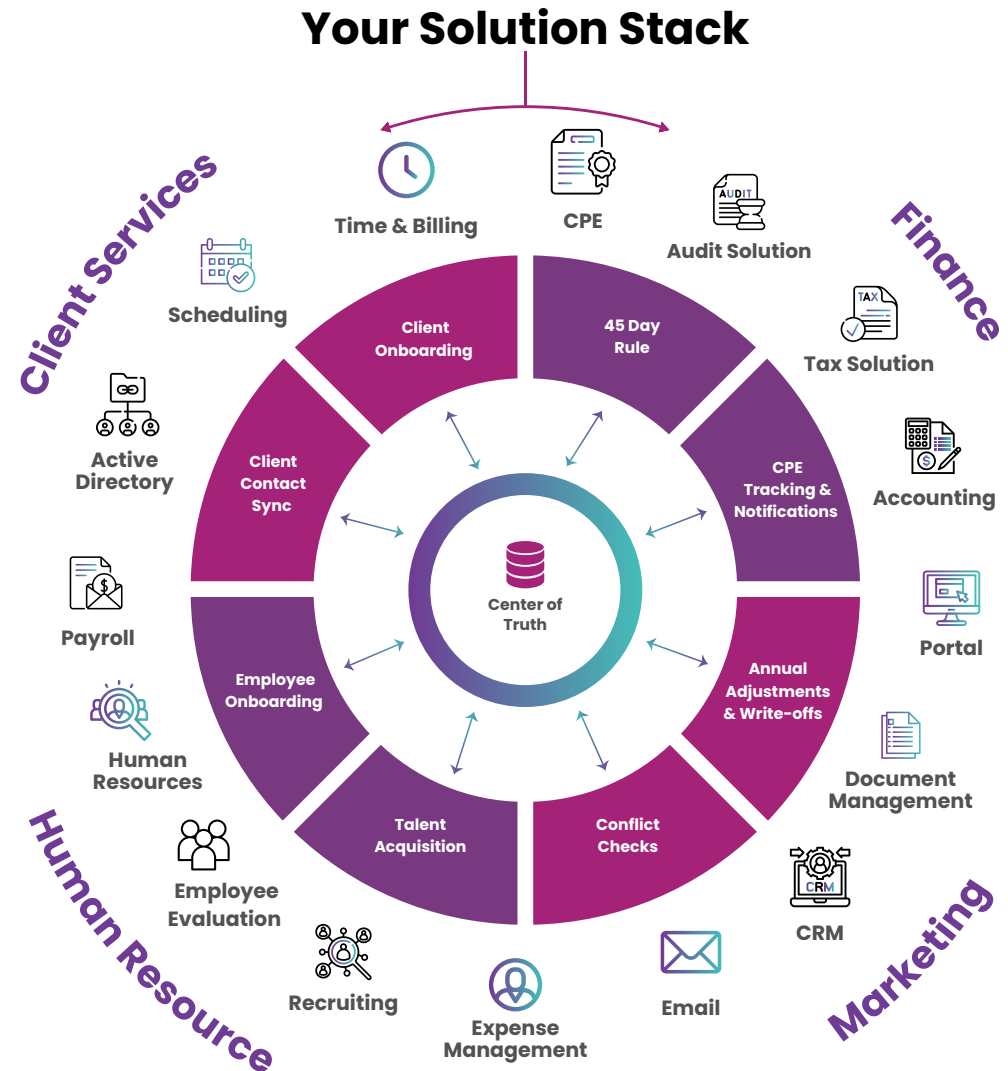 Your Solution Stack
Client Services
Finance
Time & Billing
CPE
AUDIT
Audit Solution
Scheduling
TAX
Tax Solution
Active
Directory
Accounting
Payroll
Portal
Human
Resources
Document
Management
Employee
Evaluation
CRM
CRM
Recruiting
Expense
Management
Email
Human Resource
Marketing
Client
Onboarding
45 Day
Rule
Client
Contact
Sync
CPE
Tracking &
Notifications
Center of
Truth
Employee
Onboarding
Annual
Adjustments
& Write-offs
Talent
Acquisition
Conflict
Checks